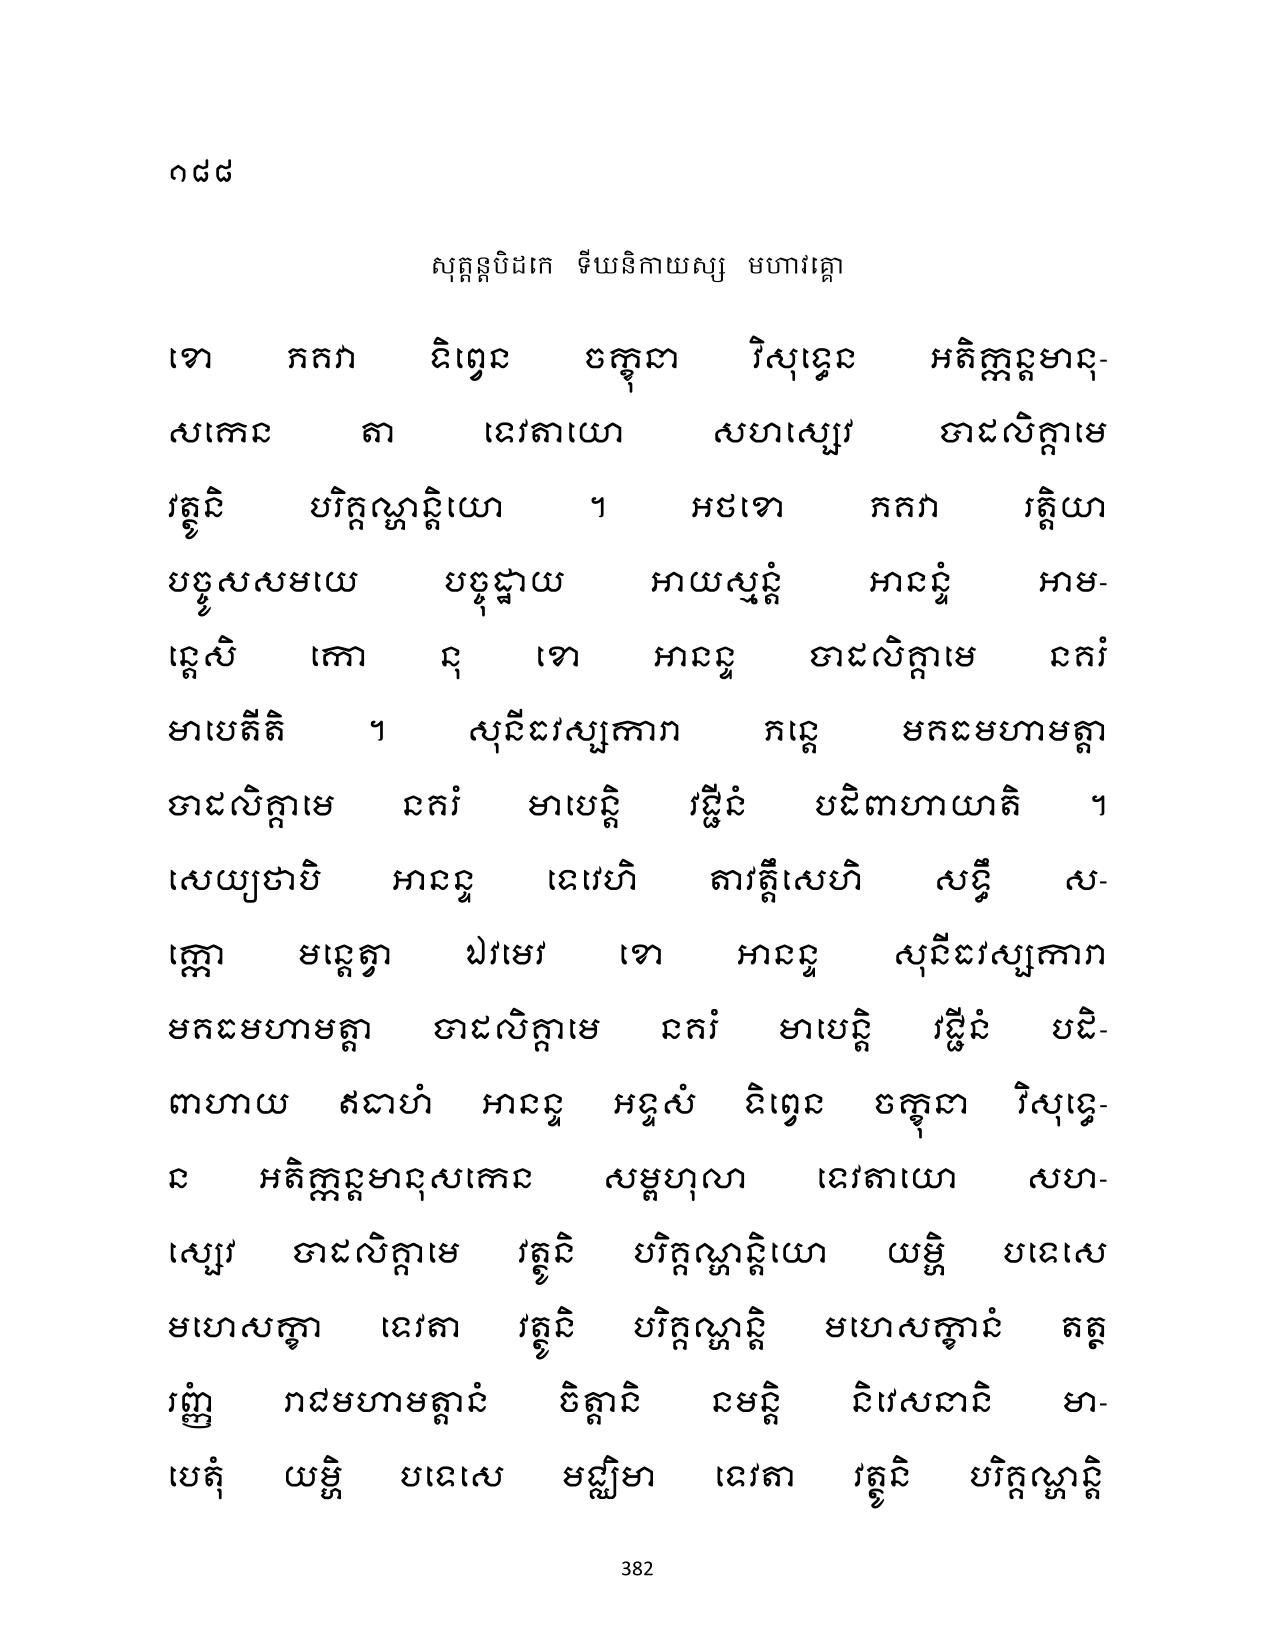 ១៨៨
សុត្តន្តបិដកេ ទីឃនិកាយស្ស មហាវគ្គោ
ខោ ភគវា ទិព្វេន ចក្ខុនា វិសុទ្ធេន អតិក្កន្តមានុ-
សកេន តា ទេវតាយោ សហស្សេវ បាដលិគ្គាមេ
វត្ថូនិ បរិគ្គណ្ហន្តិយោ ។ អថខោ ភគវា រត្តិយា
បច្ចូសសមយេ បច្ចុដ្ឋាយ អាយស្មន្តំ អានន្ទំ អាម-
ន្តេសិ កោ នុ ខោ អានន្ទ បាដលិគ្គាមេ នគរំ
មាបេតីតិ ។ សុនីធវស្សការា ភន្តេ មគធមហាមត្តា
បាដលិគ្គាមេ នគរំ មាបេន្តិ វជ្ជីនំ បដិពាហាយាតិ ។
សេយ្យថាបិ អានន្ទ ទេវេហិ តាវត្តឹសេហិ សទ្ធឹ ស-
ក្កោ មន្តេត្វា ឯវមេវ ខោ អានន្ទ សុនីធវស្សការា
មគធមហាមត្តា បាដលិគ្គាមេ នគរំ មាបេន្តិ វជ្ជីនំ បដិ-
ពាហាយ ឥធាហំ អានន្ទ អទ្ទសំ ទិព្វេន ចក្ខុនា វិសុទ្ធេ-
ន អតិក្កន្តមានុសកេន សម្ពហុលា ទេវតាយោ សហ-
ស្សេវ បាដលិគ្គាមេ វត្ថូនិ បរិគ្គណ្ហន្តិយោ យម្ហិ បទេសេ
មហេសក្ខា ទេវតា វត្ថូនិ បរិគ្គណ្ហន្តិ មហេសក្ខានំ តត្ថ
រញ្ញំ រាជមហាមត្តានំ ចិត្តានិ នមន្តិ និវេសនានិ មា-
បេតុំ យម្ហិ បទេសេ មជ្ឈិមា ទេវតា វត្ថូនិ បរិគ្គណ្ហន្តិ
382